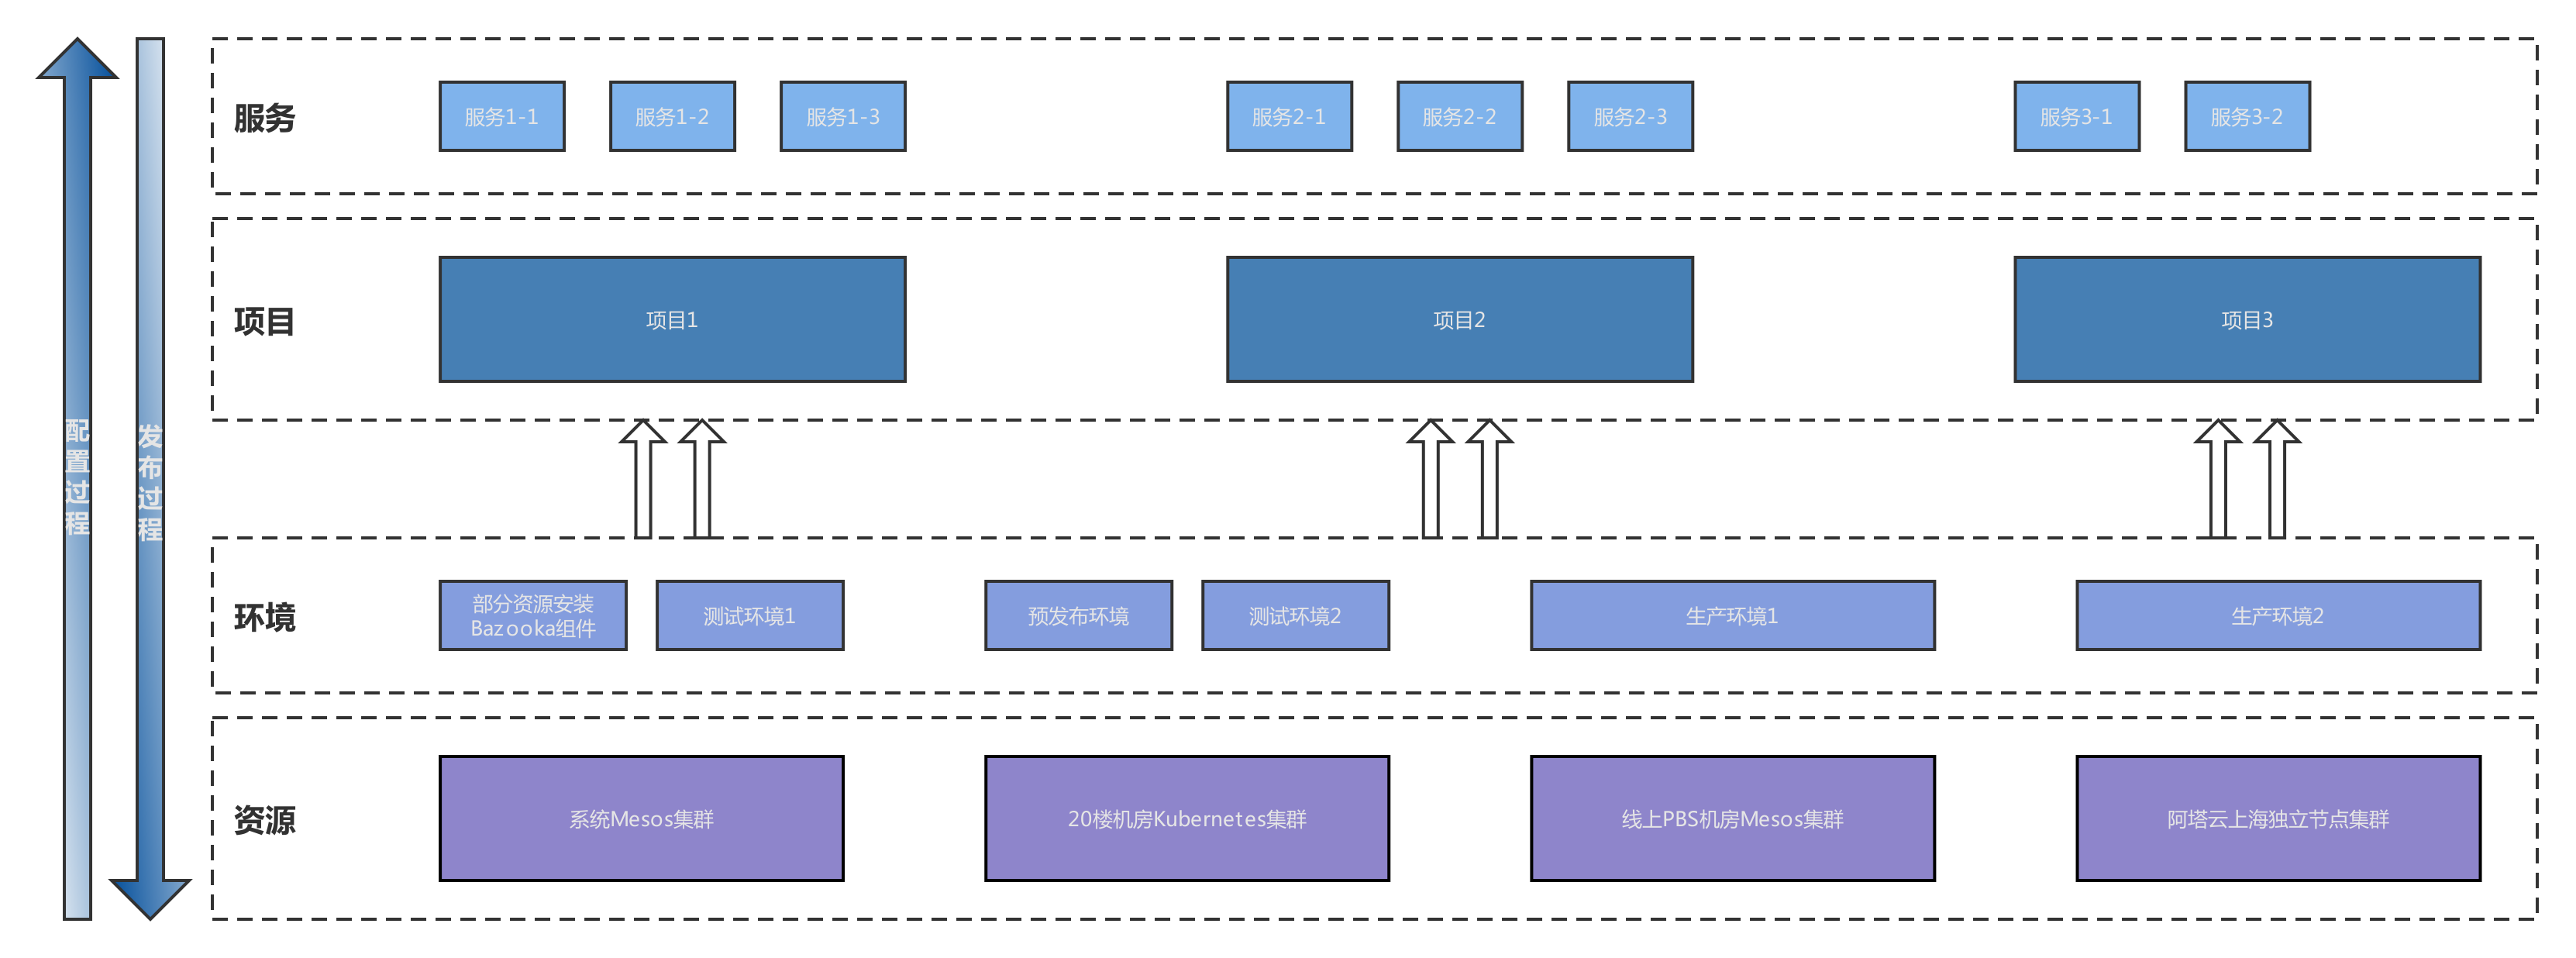 配置过程
发布过程
服务
服务1-1
服务1-2
服务1-3
服务2-1
服务2-2
服务2-3
服务3-1
服务3-2
项目
项目1
项目2
项目3
环境
部分资源安装
Bazooka组件
测试环境1
预发布环境
测试环境2
生产环境1
生产环境2
资源
系统Mesos集群
20楼机房Kubernetes集群
线上PBS机房Mesos集群
阿塔云上海独立节点集群